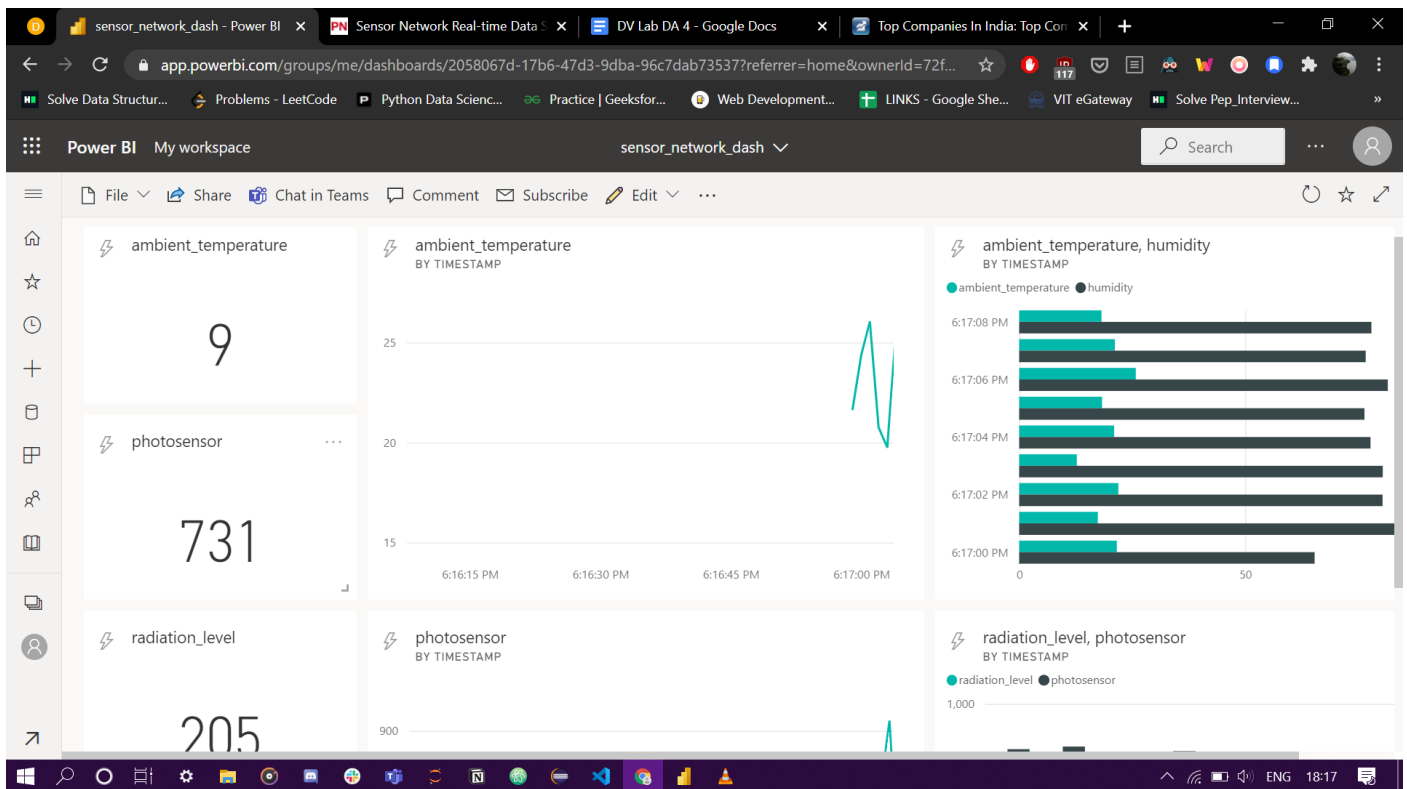 D
sensor_network_dash - Power BI
PN Sensor Network Real-time Data S
DV Lab DA 4 - Google Docs
Top Companies In India: Top Com
app.powerbi.com/groups/me/dashboards/2058067d-17b6-47d3-9dba-96c7dab73537?referrer=home&ownerId=72f...
117
Solve Data Structur...
Problems - LeetCode
Python Data Scienc...
Practice | Geeksfor...
Web Development...
LINKS - Google She...
VIT eGateway
Solve Pep_Interview...
»
Power BI My workspace
sensor_network_dash
Search
File
Share
Chat in Teams
Comment
Subscribe
Edit
ambient_temperature
9
photosensor
731
radiation_level
205
ambient_temperature
BY TIMESTAMP
25
20
15
6:16:15 PM 6:16:30 PM 6:16:45 PM 6:17:00 PM
photosensor
BY TIMESTAMP
900
ambient_temperature, humidity
BY TIMESTAMP
ambient_temperature humidity
6:17:08 PM
6:17:06 PM
6:17:04 PM
6:17:02 PM
6:17:00 PM
0 50
radiation_level, photosensor
BY TIMESTAMP
radiation_level photosensor
1,000
ENG 18:17